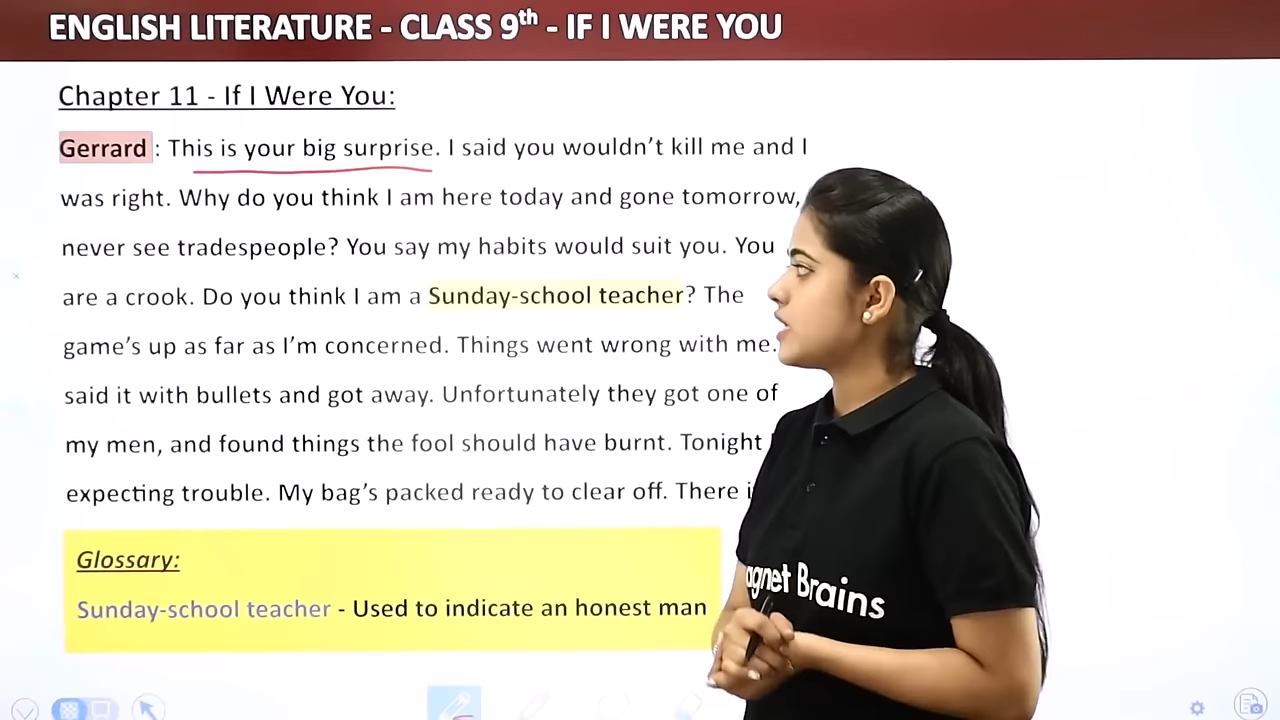 ENGLISH LITERATURE - CLASS 9th - IF I WERE YOU
Chapter 11 - If I Were You:
Gerrard : This is your big surprise. I said you wouldn't kill me and I
was right. Why do you think I am here today and gone tomorrow,
never see tradespeople? You say my habits would suit you. You
are a crook. Do you think I am a Sunday-school teacher? The
game's up as far as I'm concerned. Things went wrong with me.
said it with bullets and got away. Unfortunately they got one of
my men, and found things the fool should have burnt. Tonight
expecting trouble. My bag's packed ready to clear off. There
Glossary:
Sunday-school teacher - Used to indicate an honest man
agnet Brains